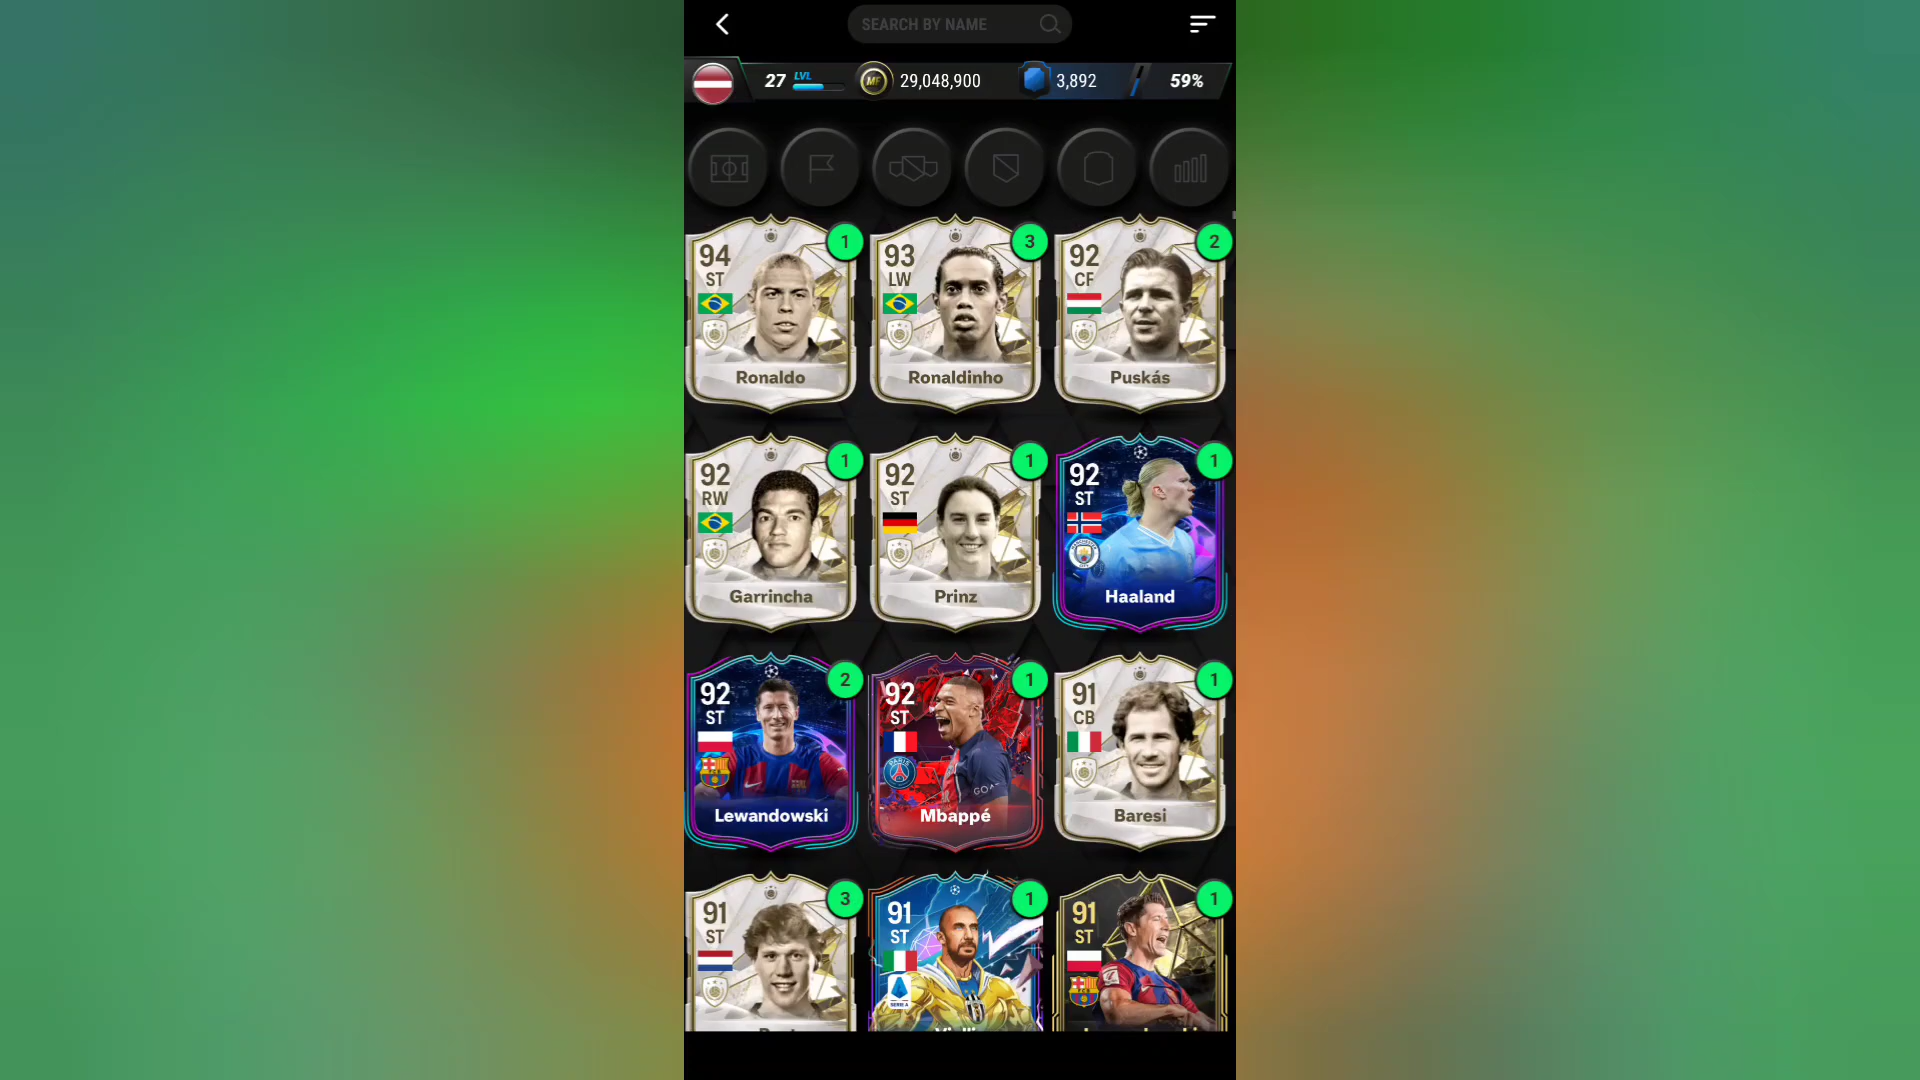 SEARCH BY NAME
27 LVL 29,048,900 3,892 59%
94 ST 1
Ronaldo
93 LW 3
Ronaldinho
92 CF 2
Puskás
92 RW 1
Garrincha
92 ST 1
Prinz
92 ST 1
Haaland
92 ST 2
Lewandowski
92 ST 1
Mbappé
91 CB 1
Baresi
91 ST 3
91 ST 1
SERIE A
91 ST 1